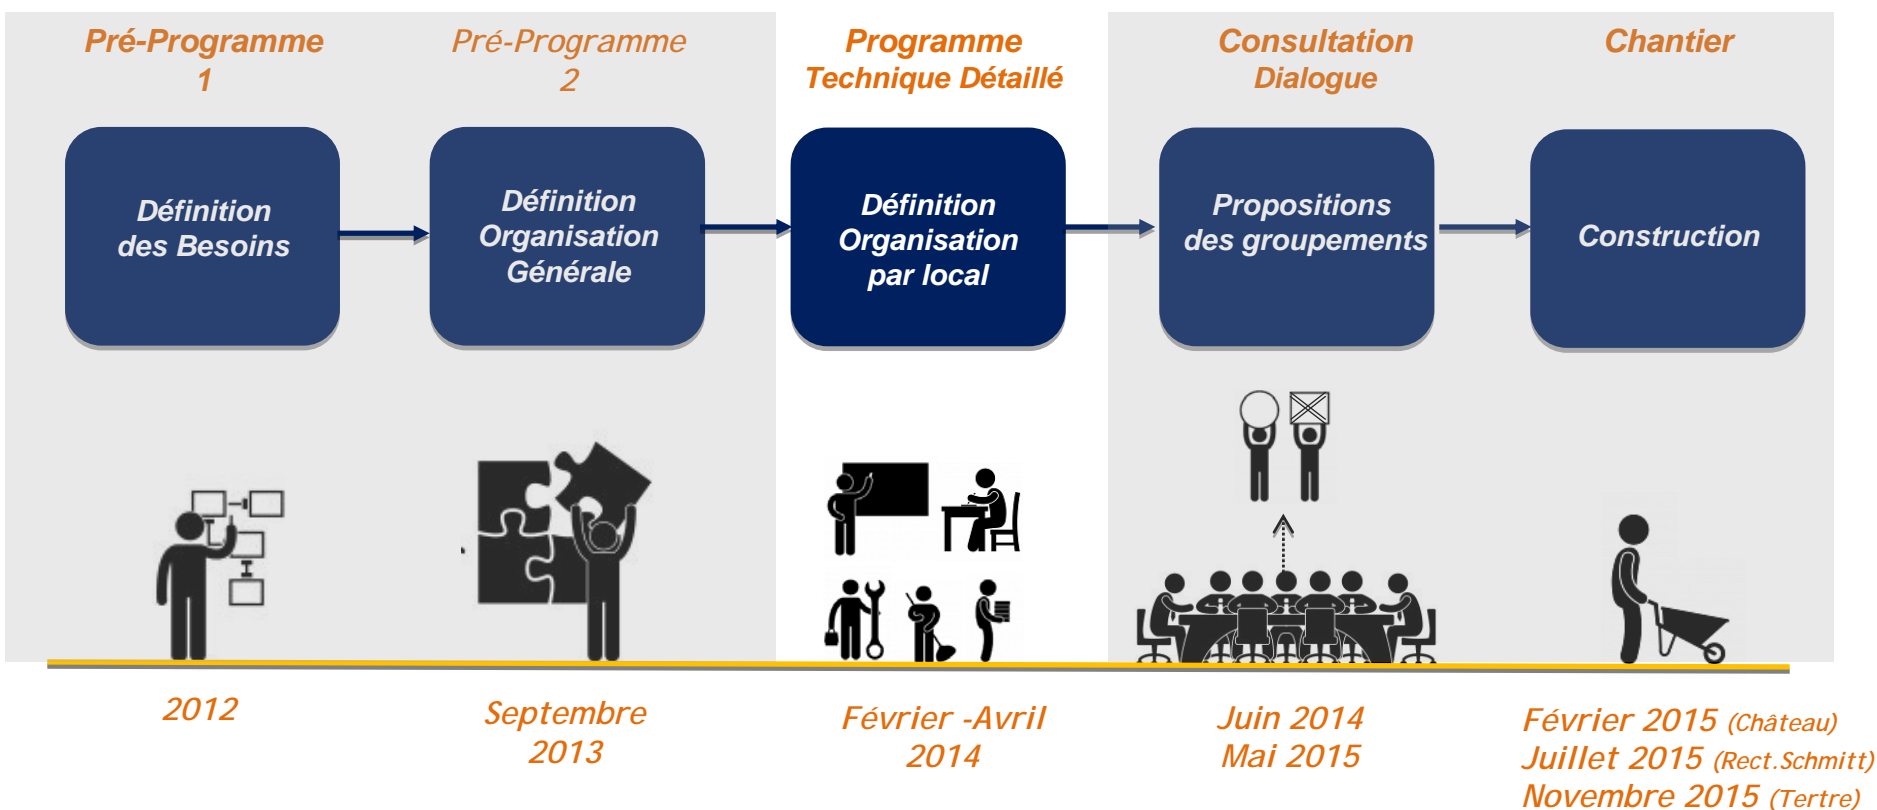 Pré-Programme
1
Pré-Programme
2
Programme
Technique Détaillé
Consultation
Dialogue
Chantier
Définition
des Besoins
Définition
Organisation
Générale
Définition
Organisation
par local
Propositions
des groupements
Construction
2012
Septembre
2013
Février -Avril
2014
Juin 2014
Mai 2015
Février 2015 (Château)
Juillet 2015 (Rect.Schmitt)
Novembre 2015 (Tertre)